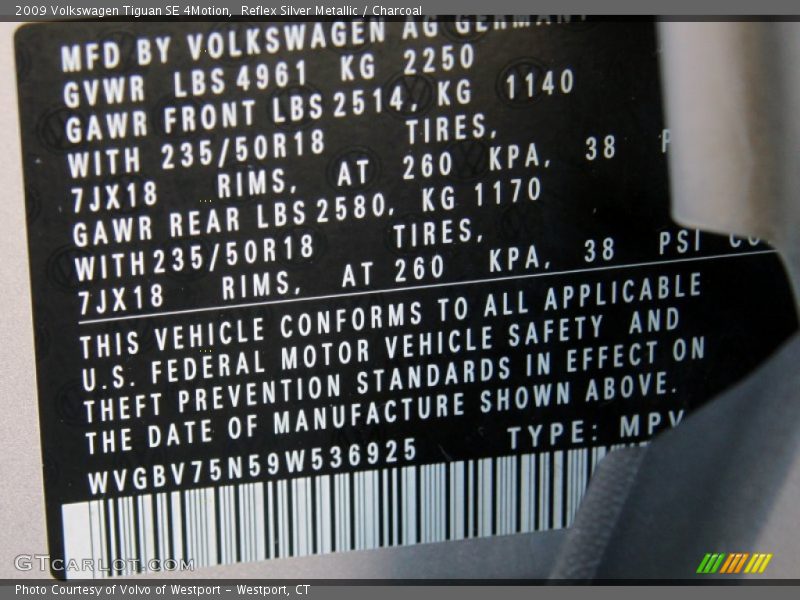 2009 Volkswagen Tiguan SE 4Motion, Reflex Silver Metallic / Charcoal
MFD BY VOLKSWAGEN AG GERMANY
GVWR LBS 4961 KG 2250
GAWR FRONT LBS 2514, KG 1140
WITH 235/50R18 TIRES,
7JX18 RIMS, AT 260 KPA, 38
GAWR REAR LBS 2580, KG 1170
WITH 235/50R18 TIRES,
7JX18 RIMS, AT 260 KPA, 38 PSI
THIS VEHICLE CONFORMS TO ALL APPLICABLE
U.S. FEDERAL MOTOR VEHICLE SAFETY AND
THEFT PREVENTION STANDARDS IN EFFECT ON
THE DATE OF MANUFACTURE SHOWN ABOVE.
WVGBV75N59W536925 TYPE: MPV
GTCARLOT.COM
Photo Courtesy of Volvo of Westport – Westport, CT